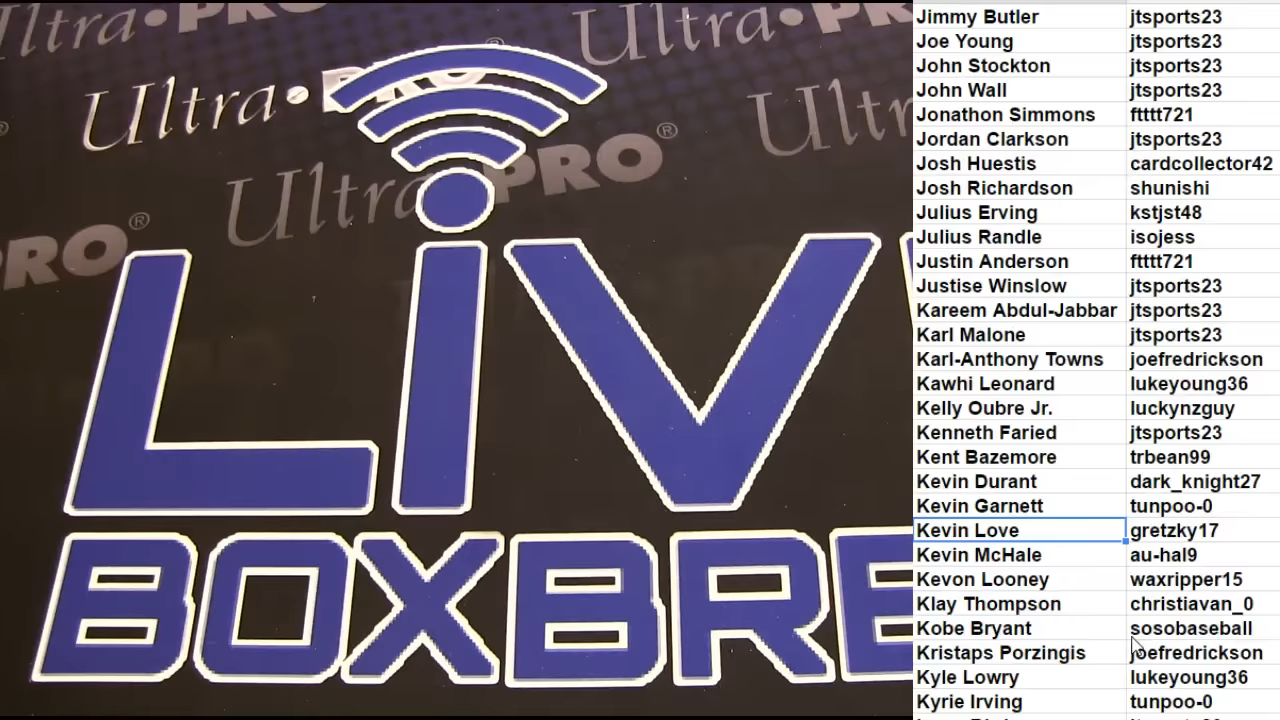 ltra•PRO
Ultra•PRO®
Ultra•PRO
Ultra PRO®
Ultra
PRO®
LiV
BOXBRE
Jimmy Butler jtsports23
Joe Young jtsports23
John Stockton jtsports23
John Wall jtsports23
Jonathon Simmons ftttt721
Jordan Clarkson jtsports23
Josh Huestis cardcollector42
Josh Richardson shunishi
Julius Erving kstjst48
Julius Randle isojess
Justin Anderson ftttt721
Justise Winslow jtsports23
Kareem Abdul-Jabbar jtsports23
Karl Malone jtsports23
Karl-Anthony Towns joefredrickson
Kawhi Leonard lukeyoung36
Kelly Oubre Jr. luckynzguy
Kenneth Faried jtsports23
Kent Bazemore trbean99
Kevin Durant dark_knight27
Kevin Garnett tunpoo-0
Kevin Love gretzky17
Kevin McHale au-hal9
Kevon Looney waxripper15
Klay Thompson christiavan_0
Kobe Bryant sosobaseball
Kristaps Porzingis joefredrickson
Kyle Lowry lukeyoung36
Kyrie Irving tunpoo-0